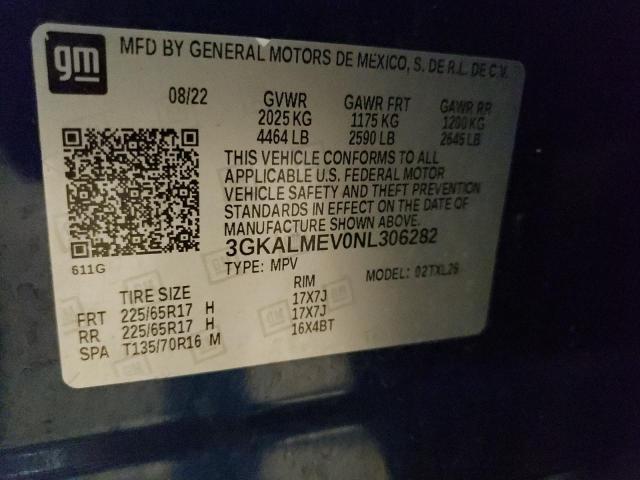 gm
MFD BY GENERAL MOTORS DE MEXICO, S. DE R.L. DE C.V.
08/22 GVWR GAWR FRT GAWR RR
2025 KG 1175 KG 1200 KG
4464 LB 2590 LB 2645 LB
THIS VEHICLE CONFORMS TO ALL
APPLICABLE U.S. FEDERAL MOTOR
VEHICLE SAFETY AND THEFT PREVENTION
STANDARDS IN EFFECT ON THE DATE OF
MANUFACTURE SHOWN ABOVE.
3GKALMEV0NL306282
611G TYPE: MPV MODEL: 02TXL26
TIRE SIZE RIM
FRT 225/65R17 H 17X7J
RR 225/65R17 H 17X7J
SPA T135/70R16 M 16X4BT